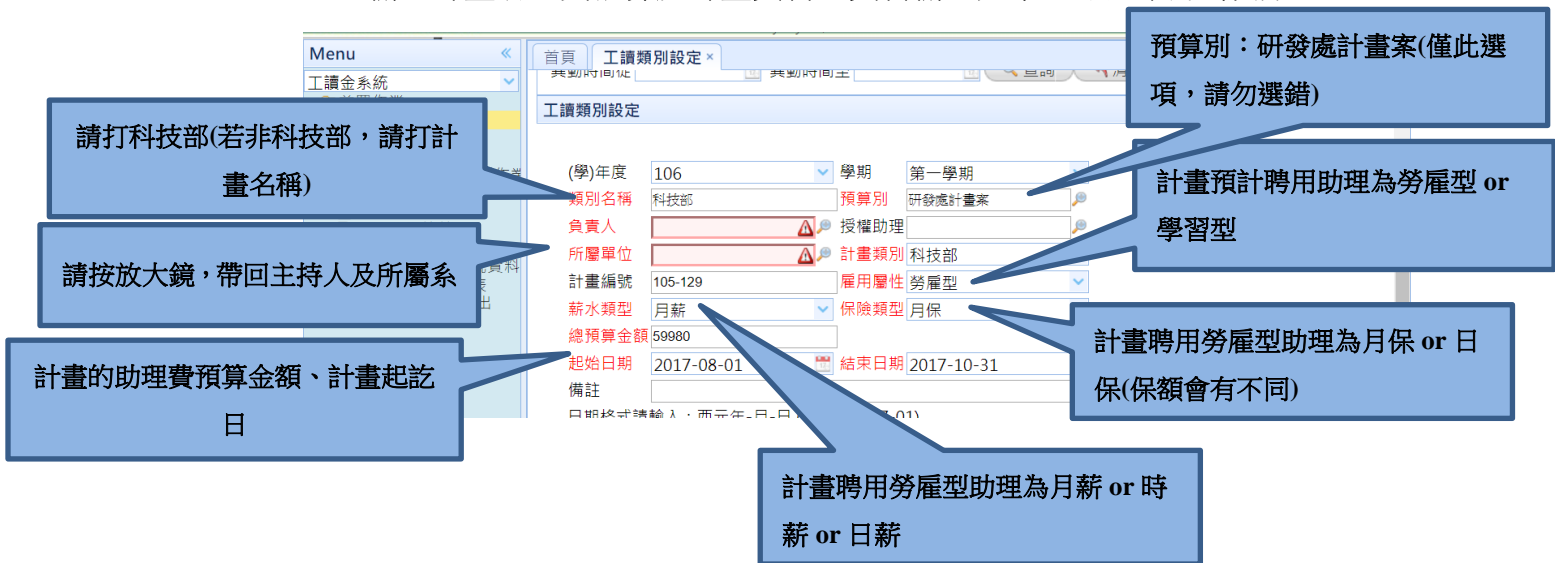 Menu
首頁 工讀類別設定 ×
工讀金系統
異動時間從 異動時間至 查詢
工讀類別設定
(學)年度 106 學期 第一學期
類別名稱 科技部 預算別 研發處計畫案
負責人 授權助理
所屬單位 計畫類別 科技部
計畫編號 105-129 雇用屬性 勞雇型
薪水類型 月薪 保險類型 月保
總預算金額 59980
起始日期 2017-08-01 結束日期 2017-10-31
備註
請打科技部(若非科技部，請打計
畫名稱)
請按放大鏡，帶回主持人及所屬系
計畫的助理費預算金額、計畫起訖
日
預算別：研發處計畫案(僅此選
項，請勿選錯)
計畫預計聘用助理為勞雇型 or
學習型
計畫聘用勞雇型助理為月保 or 日
保(保額會有不同)
計畫聘用勞雇型助理為月薪 or 時
薪 or 日薪